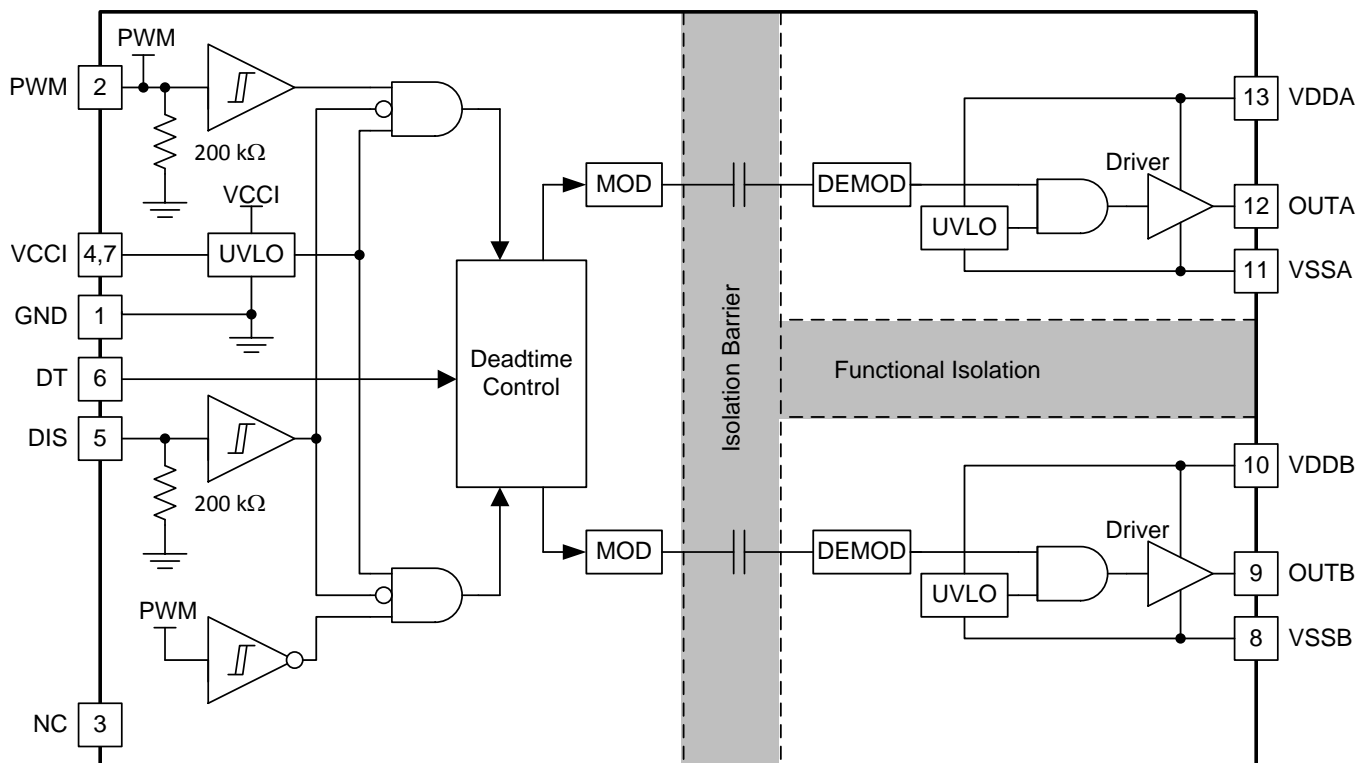 PWM
PWM 2
200 kΩ
VCCI
VCCI 4,7 UVLO
GND 1
DT 6
DIS 5
200 kΩ
PWM
NC 3
Deadtime
Control
MOD
MOD
Isolation Barrier
Functional Isolation
DEMOD
UVLO
Driver
13 VDDA
12 OUTA
11 VSSA
DEMOD
UVLO
Driver
10 VDDB
9 OUTB
8 VSSB